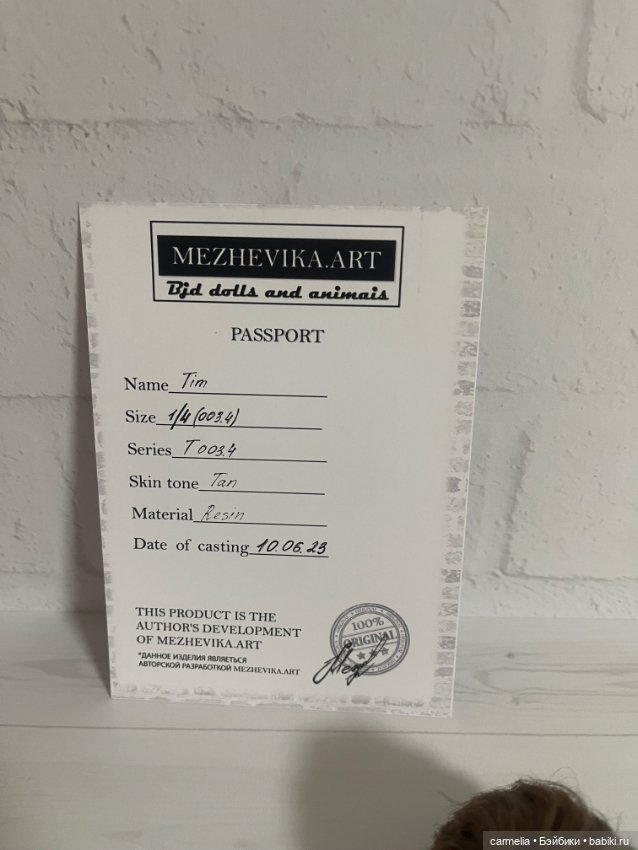 MEZHEVIKA.ART
Bjd dolls and animals
PASSPORT
Name Tim
Size 1/4 (003.4)
Series T003.4
Skin tone Tan
Material Resin
Date of casting 10.06.23
THIS PRODUCT IS THE
AUTHOR'S DEVELOPMENT
OF MEZHEVIKA.ART
*ДАННОЕ ИЗДЕЛИЯ ЯВЛЯЕТЬСЯ
АВТОРСКОЙ РАЗРАБОТКОЙ MEZHEVIKA.ART
100%
ORIGINAL
carmelia • Бэйбики • babiki.ru